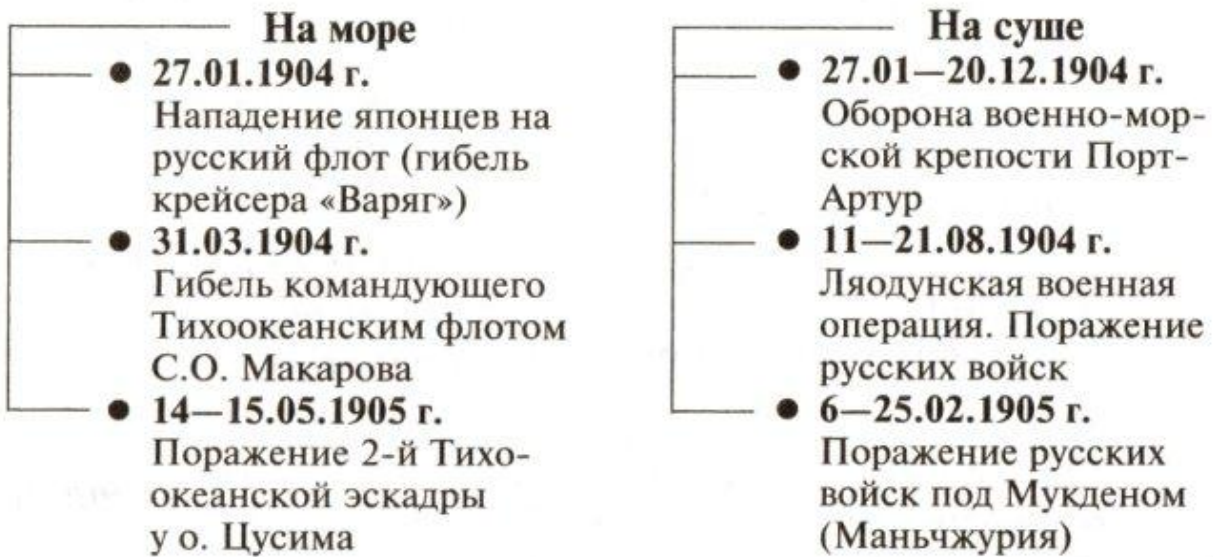 На море
● 27.01.1904 г.
Нападение японцев на
русский флот (гибель
крейсера «Варяг»)
● 31.03.1904 г.
Гибель командующего
Тихоокеанским флотом
С.О. Макарова
● 14—15.05.1905 г.
Поражение 2-й Тихо-
океанской эскадры
у о. Цусима
На суше
● 27.01—20.12.1904 г.
Оборона военно-мор-
ской крепости Порт-
Артур
● 11—21.08.1904 г.
Ляодунская военная
операция. Поражение
русских войск
● 6—25.02.1905 г.
Поражение русских
войск под Мукденом
(Маньчжурия)